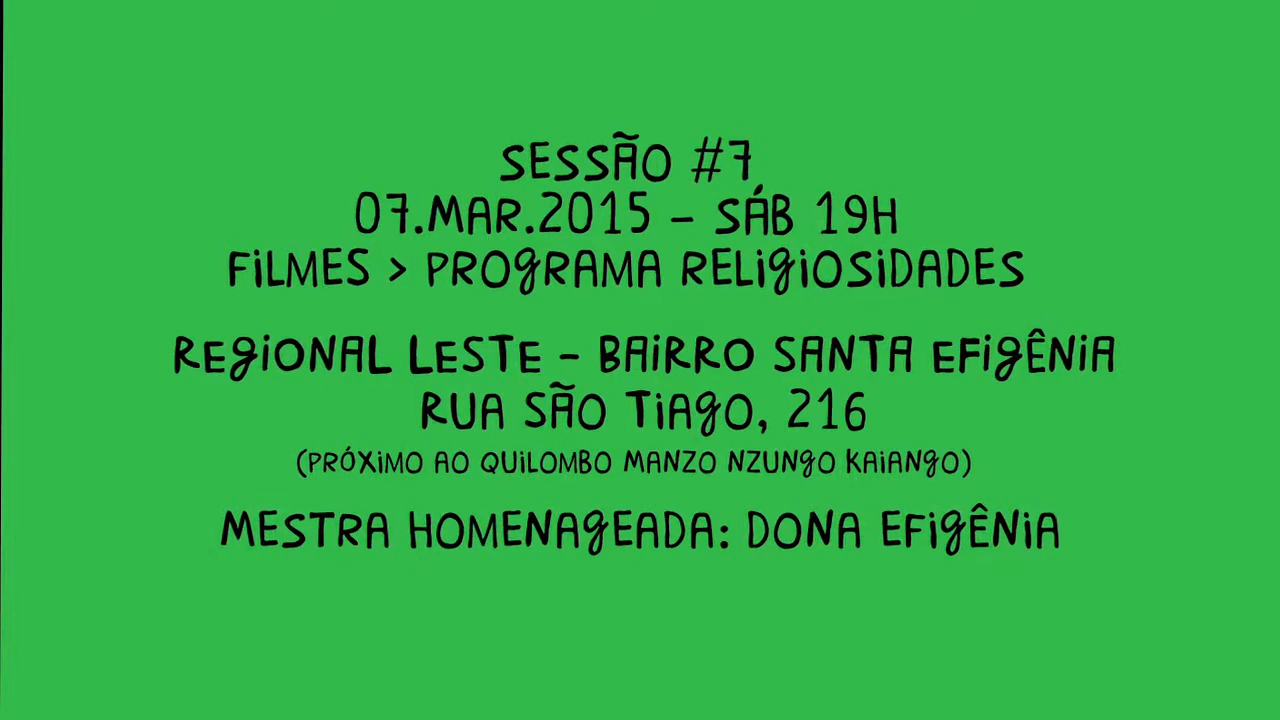 SESSÃO #7
07.MAR.2015 – SÁB 19H
FiLMES > PROgRAMA RELigiOSiDADES
REgiONAL LESTE – BAiRRO SANTA EFigÊNiA
RUA SÃO TiAgO, 216
(PRÓXiMO AO QUiLOMBO MANZO NZUNgO KAiANgO)
MESTRA HOMENAgEADA: DONA EFigÊNiA